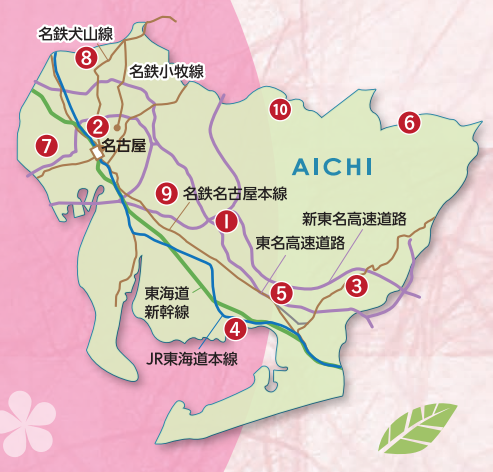 名鉄犬山線
8
名鉄小牧線
10
6
2
7
名古屋
AICHI
9
名鉄名古屋本線
1
新東名高速道路
東名高速道路
3
5
東海道
新幹線
4
JR東海道本線